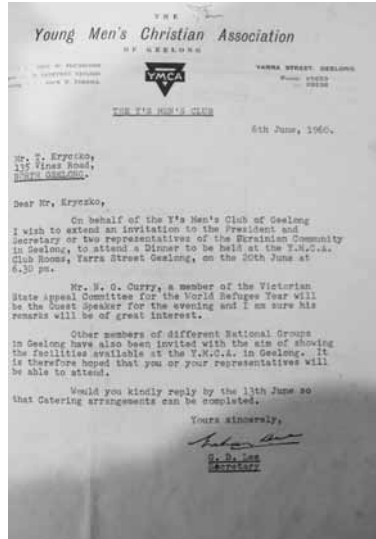 THE
Young Men's Christian Association
OF GEELONG
YARRA STREET, GEELONG
YMCA
THE Y'S MEN'S CLUB
6th June, 1960.
Mr. T. Kryczko,
135 Vines Road,
NORTH GEELONG.
Dear Mr, Kryczko,
On behalf of the Y's Men's Club of Geelong
I wish to extend an invitation to the President and
Secretary or two representatives of the Ukrainian Community
in Geelong, to attend a Dinner to be held at the Y.M.C.A.
Club Rooms, Yarra Street Geelong, on the 20th June at
6.30 pm.
Mr. N. G. Curry, a member of the Victorian
State Appeal Committee for the World Refugee Year will
be the Guest Speaker for the evening and I am sure his
remarks will be of great interest.
Other members of different National Groups
in Geelong have also been invited with the aim of showing
the facilities available at the Y.M.C.A. in Geelong. It
is therefore hoped that you or your representatives will
be able to attend.
Would you kindly reply by the 13th June so
that Catering arrangements can be completed.
Yours sincerely,
G. D. Lee
Secretary